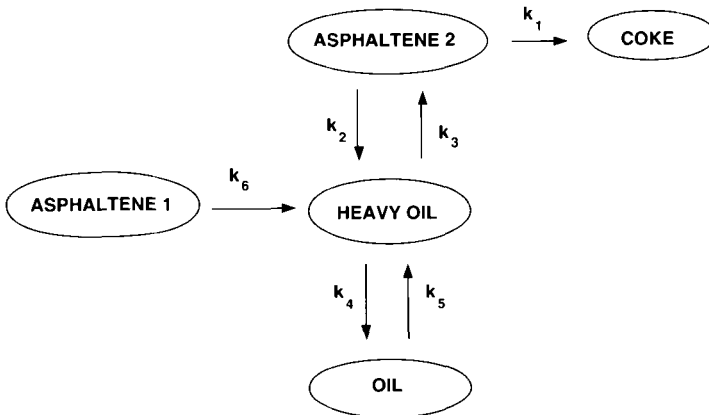 k1
ASPHALTENE 2
COKE
k2
k3
k6
ASPHALTENE 1
HEAVY OIL
k4
k5
OIL